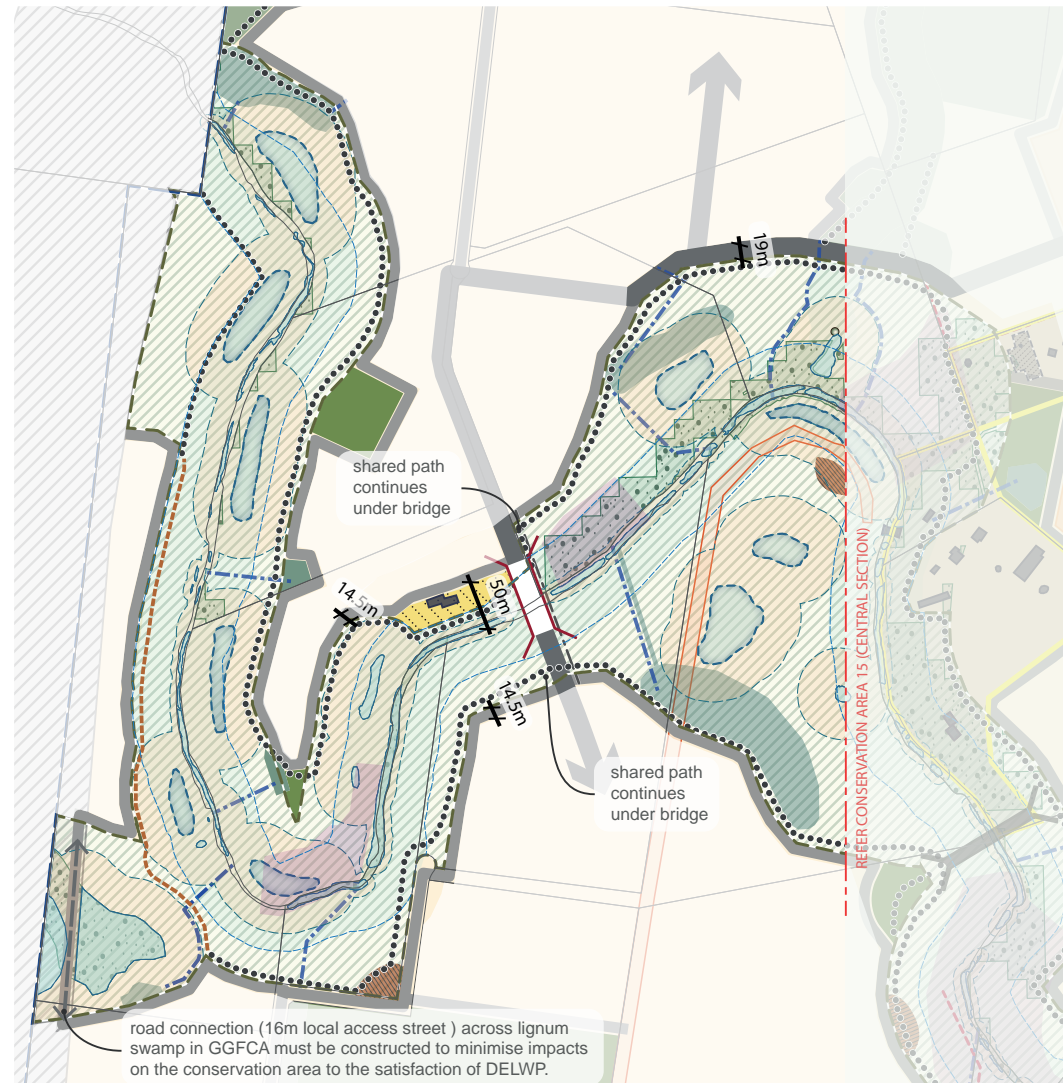 19m
shared path
continues
under bridge
14.5m
50m
14.5m
REFER CONSERVATION AREA 15 (CENTRAL SECTION)
shared path
continues
under bridge
road connection (16m local access street ) across lignum
swamp in GGFCA must be constructed to minimise impacts
on the conservation area to the satisfaction of DELWP.